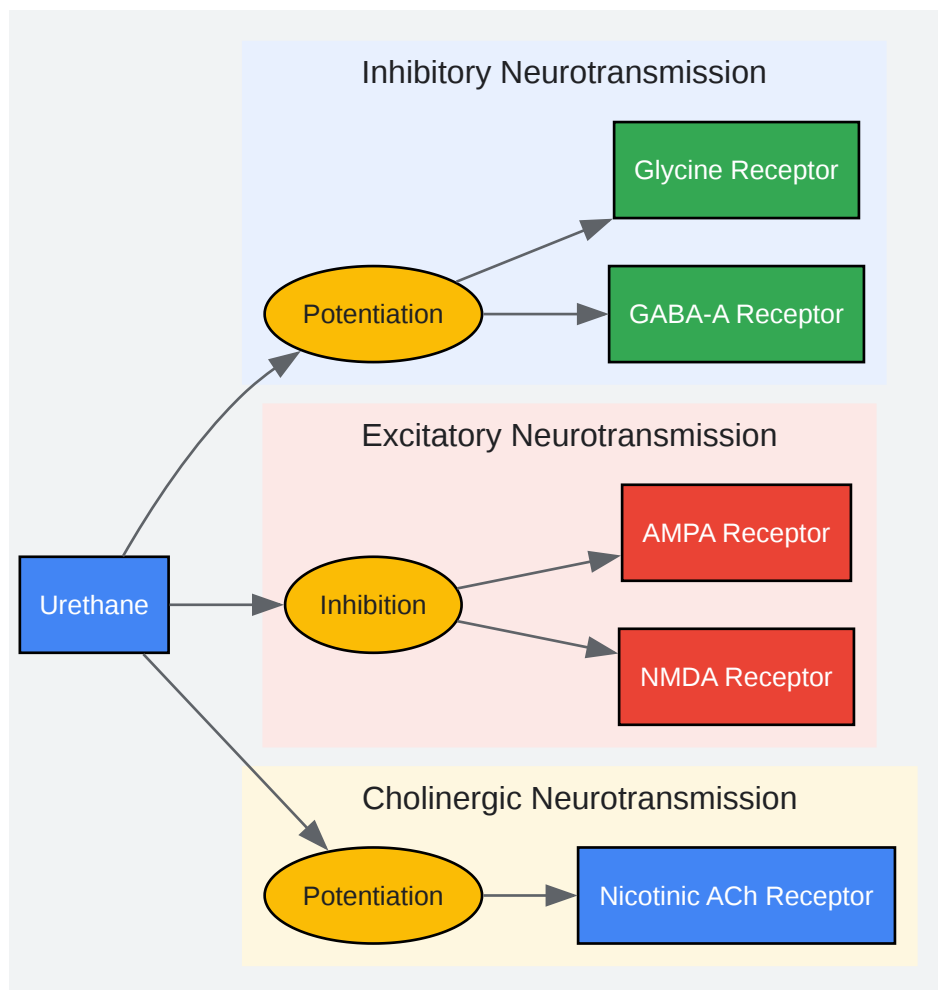 Inhibitory Neurotransmission
Glycine Receptor
Potentiation
GABA-A Receptor
Excitatory Neurotransmission
AMPA Receptor
Urethane
Inhibition
NMDA Receptor
Cholinergic Neurotransmission
Potentiation
Nicotinic ACh Receptor